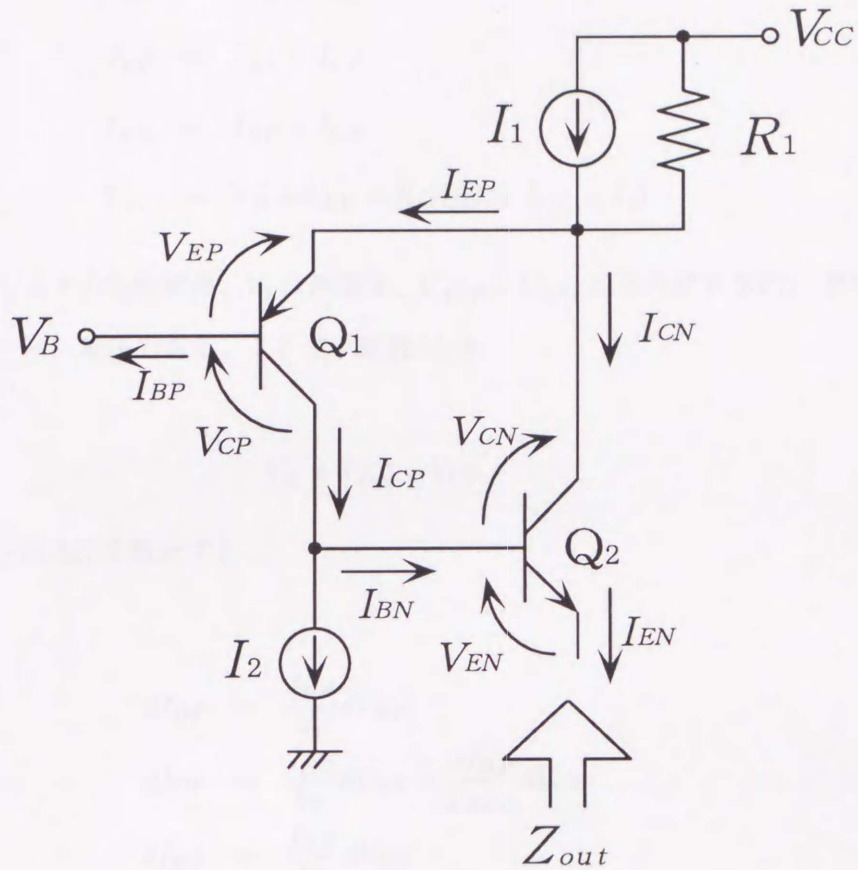 V_CC
I_1
R_1
I_EP
V_EP
Q_1
V_B
I_BP
I_CN
V_CP
V_CN
I_CP
Q_2
I_BN
I_EN
V_EN
I_2
Z_out